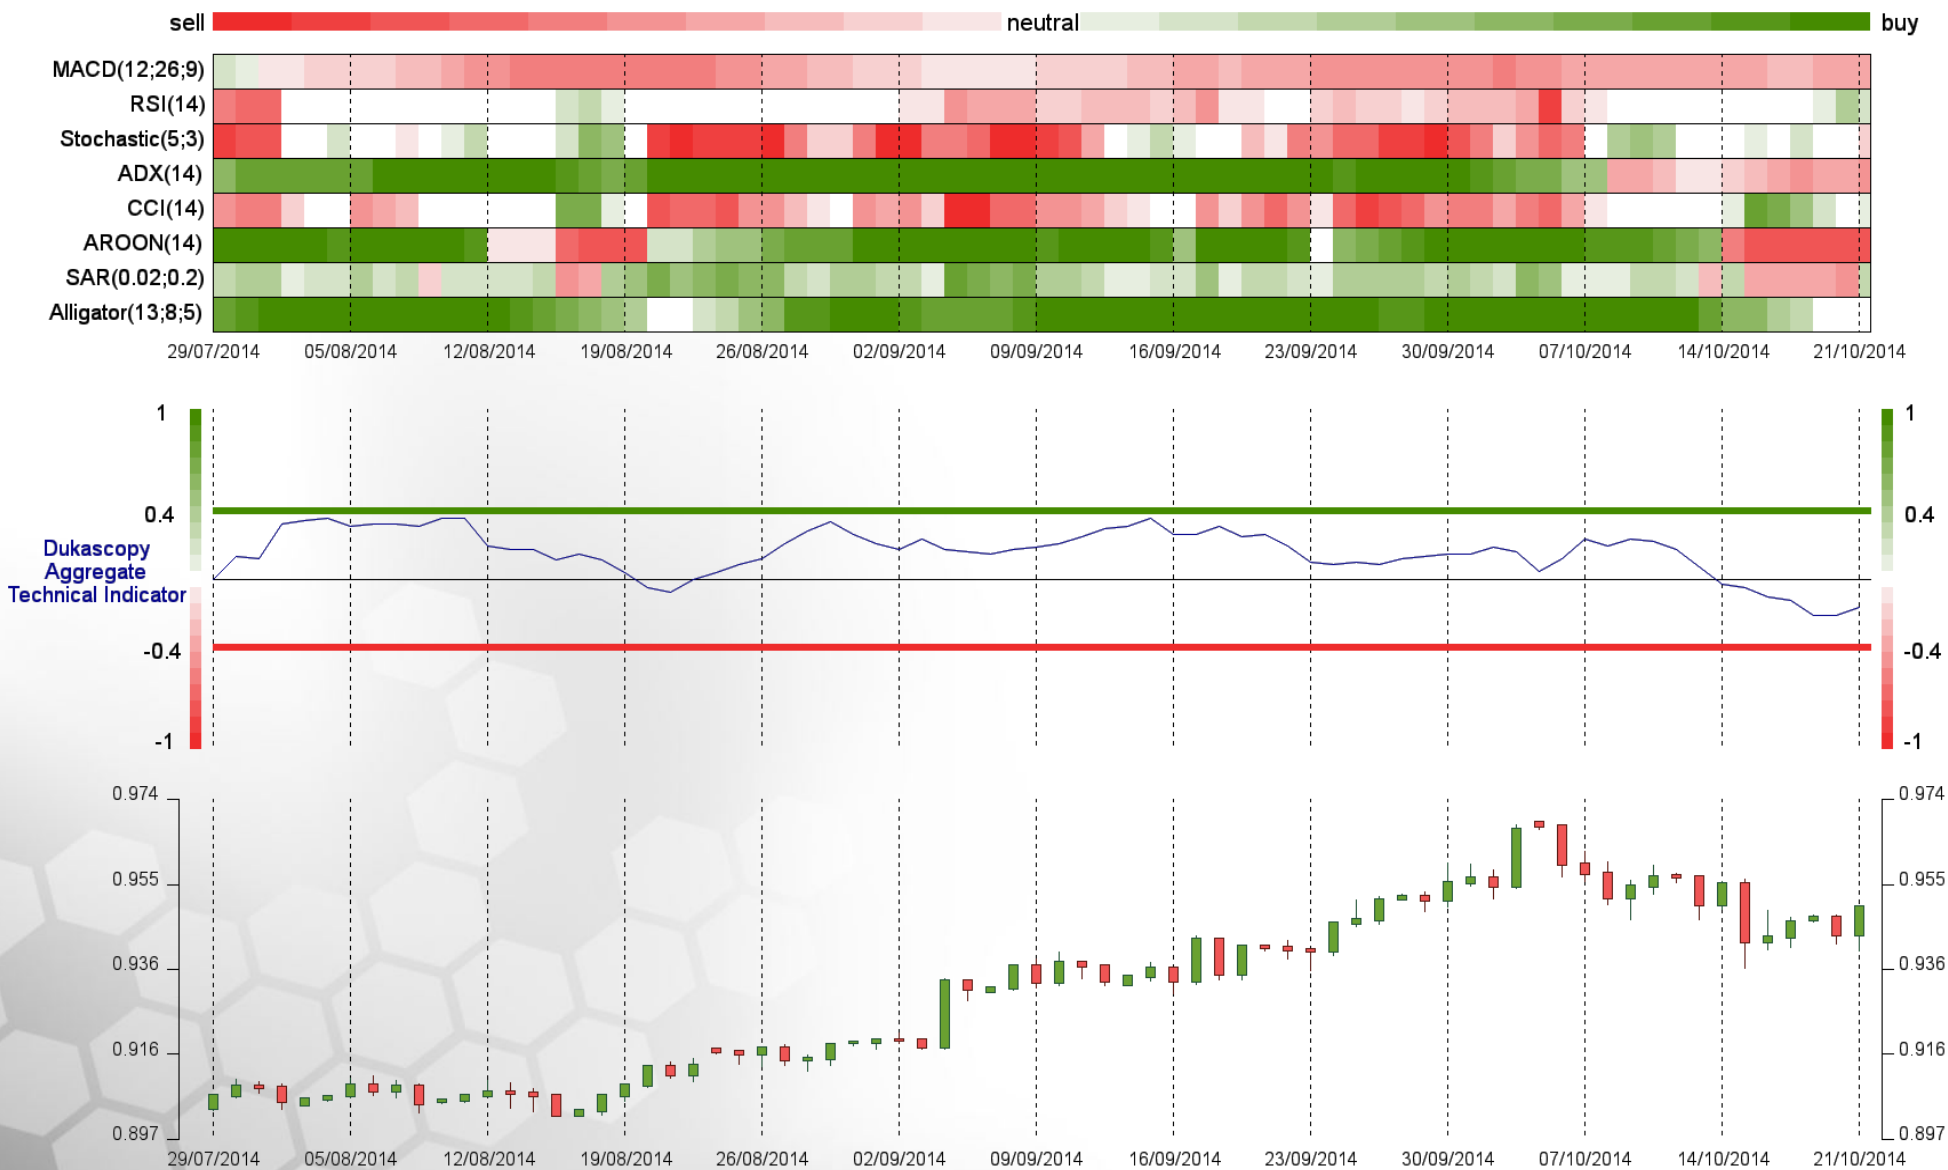 sell neutral buy
MACD(12;26;9)
RSI(14)
Stochastic(5;3)
ADX(14)
CCI(14)
AROON(14)
SAR(0.02;0.2)
Alligator(13;8;5)
29/07/2014 05/08/2014 12/08/2014 19/08/2014 26/08/2014 02/09/2014 09/09/2014 16/09/2014 23/09/2014 30/09/2014 07/10/2014 14/10/2014 21/10/2014
1 1
0.4 0.4
Dukascopy
Aggregate
Technical Indicator
-0.4 -0.4
-1 -1
0.974 0.974
0.955 0.955
0.936 0.936
0.916 0.916
0.897 0.897
29/07/2014 05/08/2014 12/08/2014 19/08/2014 26/08/2014 02/09/2014 09/09/2014 16/09/2014 23/09/2014 30/09/2014 07/10/2014 14/10/2014 21/10/2014